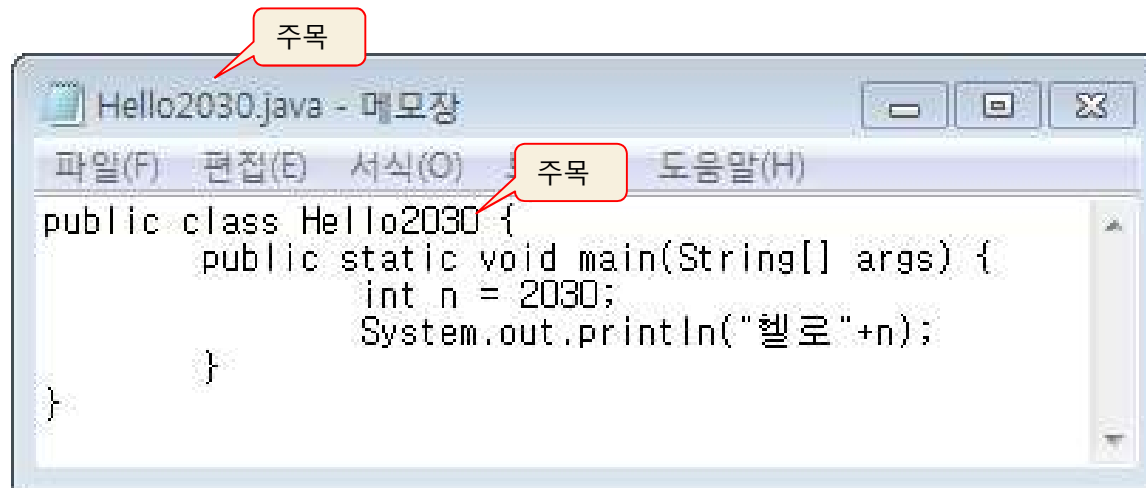 주목
Hello2030.java - 메모장
파일(F) 편집(E) 서식(O) 도움말(H)
주목
public class Hello2030 {
public static void main(String[] args) {
int n = 2030;
System.out.println("헬로"+n);
}
}